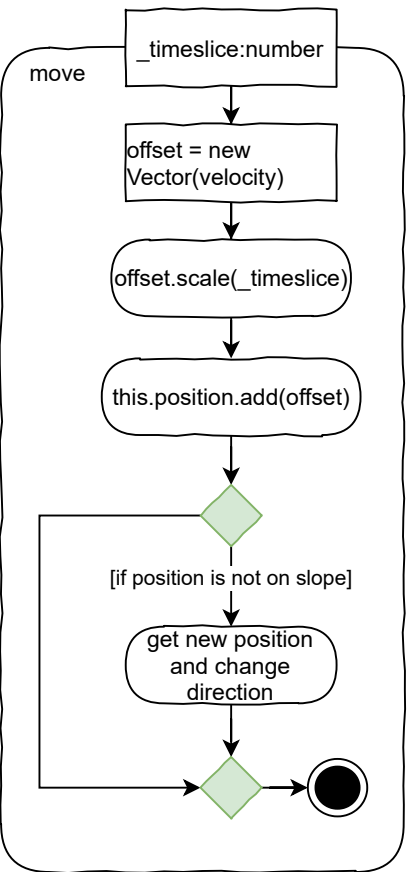 _timeslice:number
move
offset = new
Vector(velocity)
offset.scale(_timeslice)
this.position.add(offset)
[if position is not on slope]
get new position
and change
direction